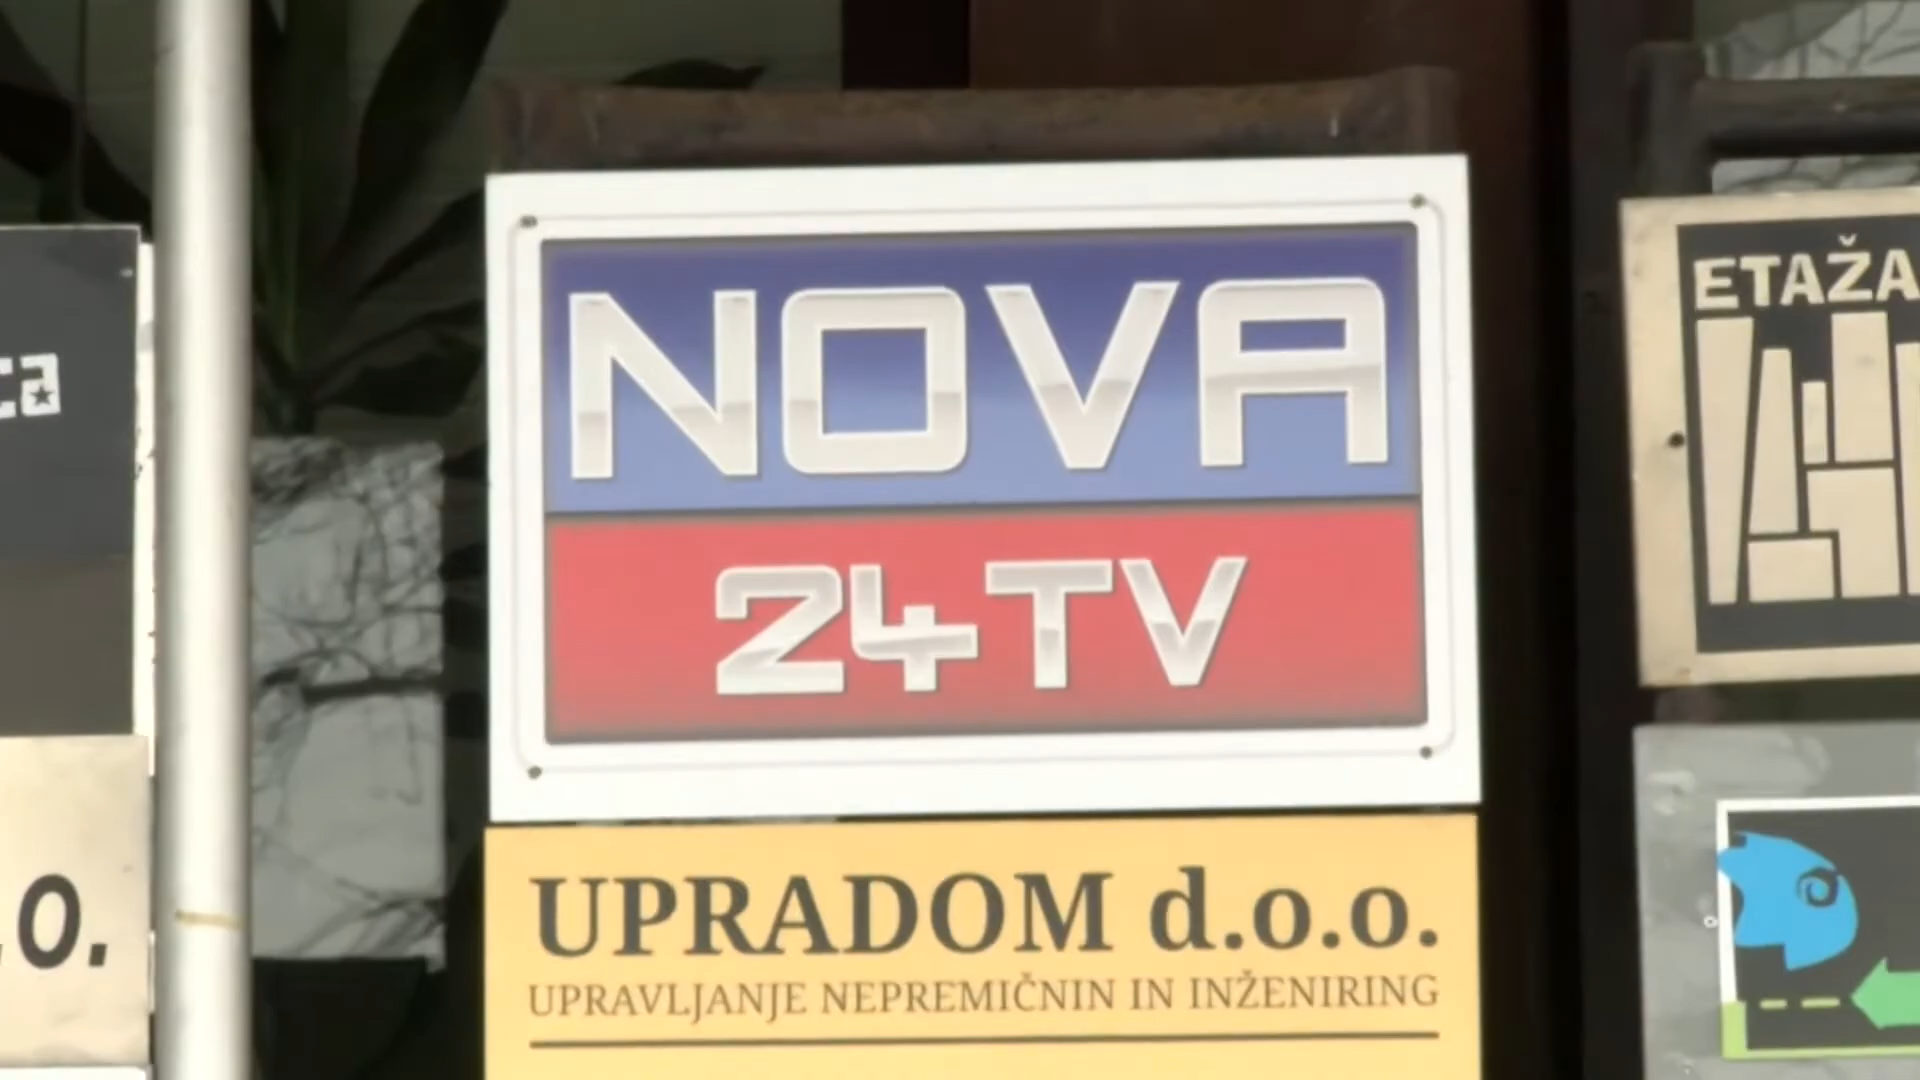 NOVA
24TV
UPRADOM d.o.o.
UPRAVLJANJE NEPREMIČNIN IN INŽENIRING
ETAŽA
.O.